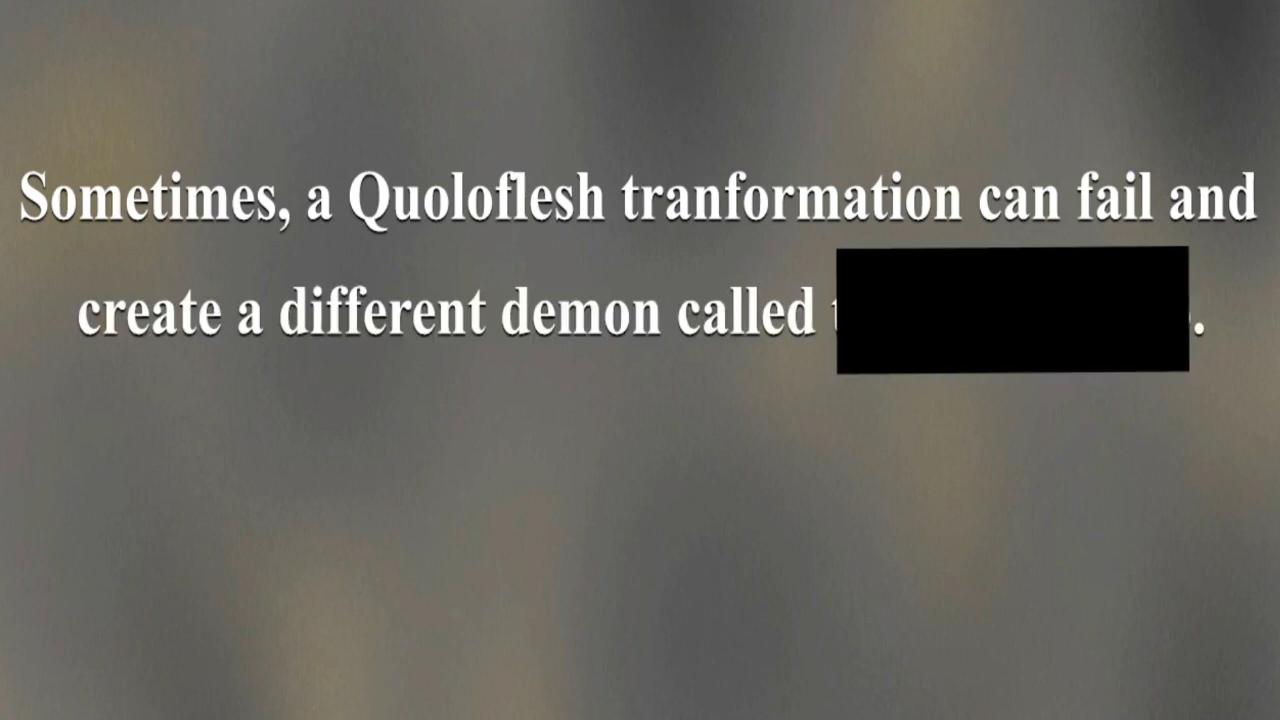 Sometimes, a Quoloflesh tranformation can fail and
create a different demon called